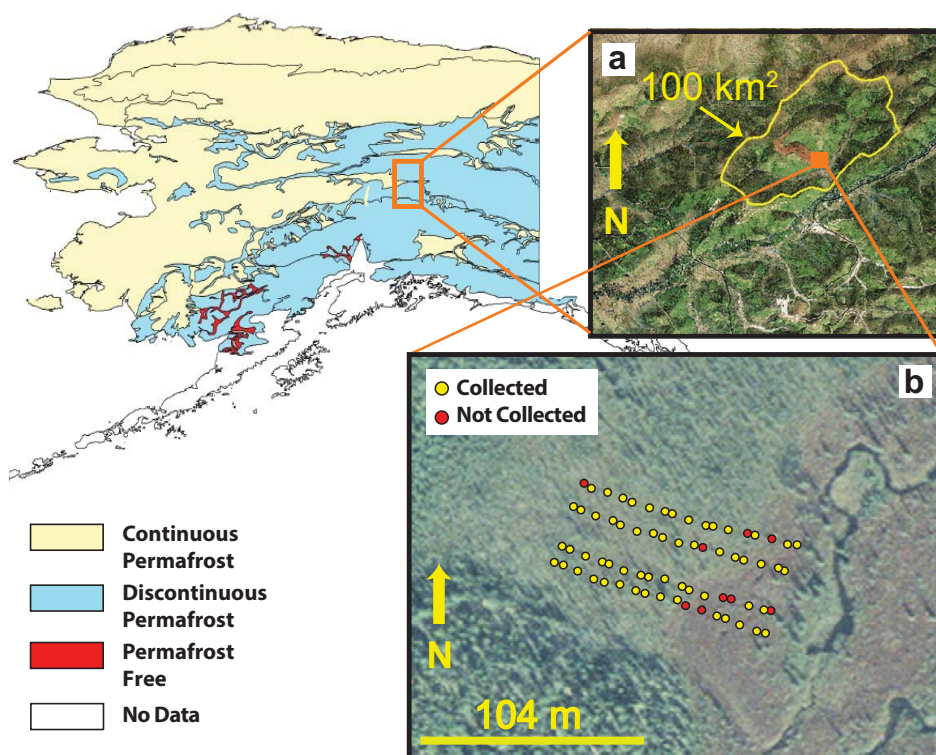 a
100 km²
N
b
Collected
Not Collected
Continuous
Permafrost
Discontinuous
Permafrost
Permafrost
Free
No Data
N
104 m